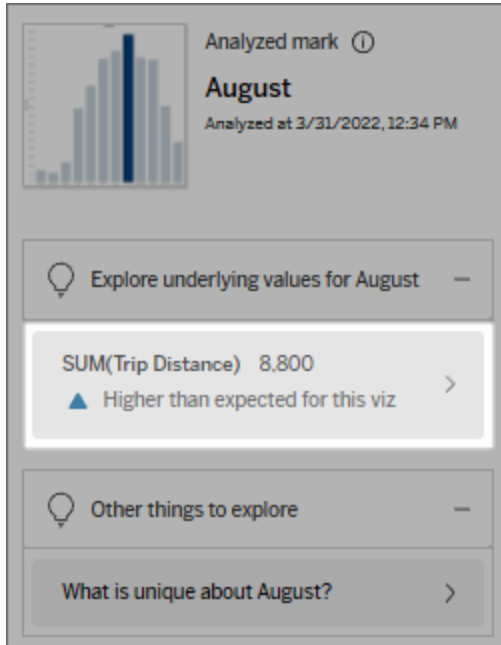 Analyzed mark
August
Analyzed at 3/31/2022, 12:34 PM
Explore underlying values for August
SUM(Trip Distance) 8,800
Higher than expected for this viz
Other things to explore
What is unique about August?